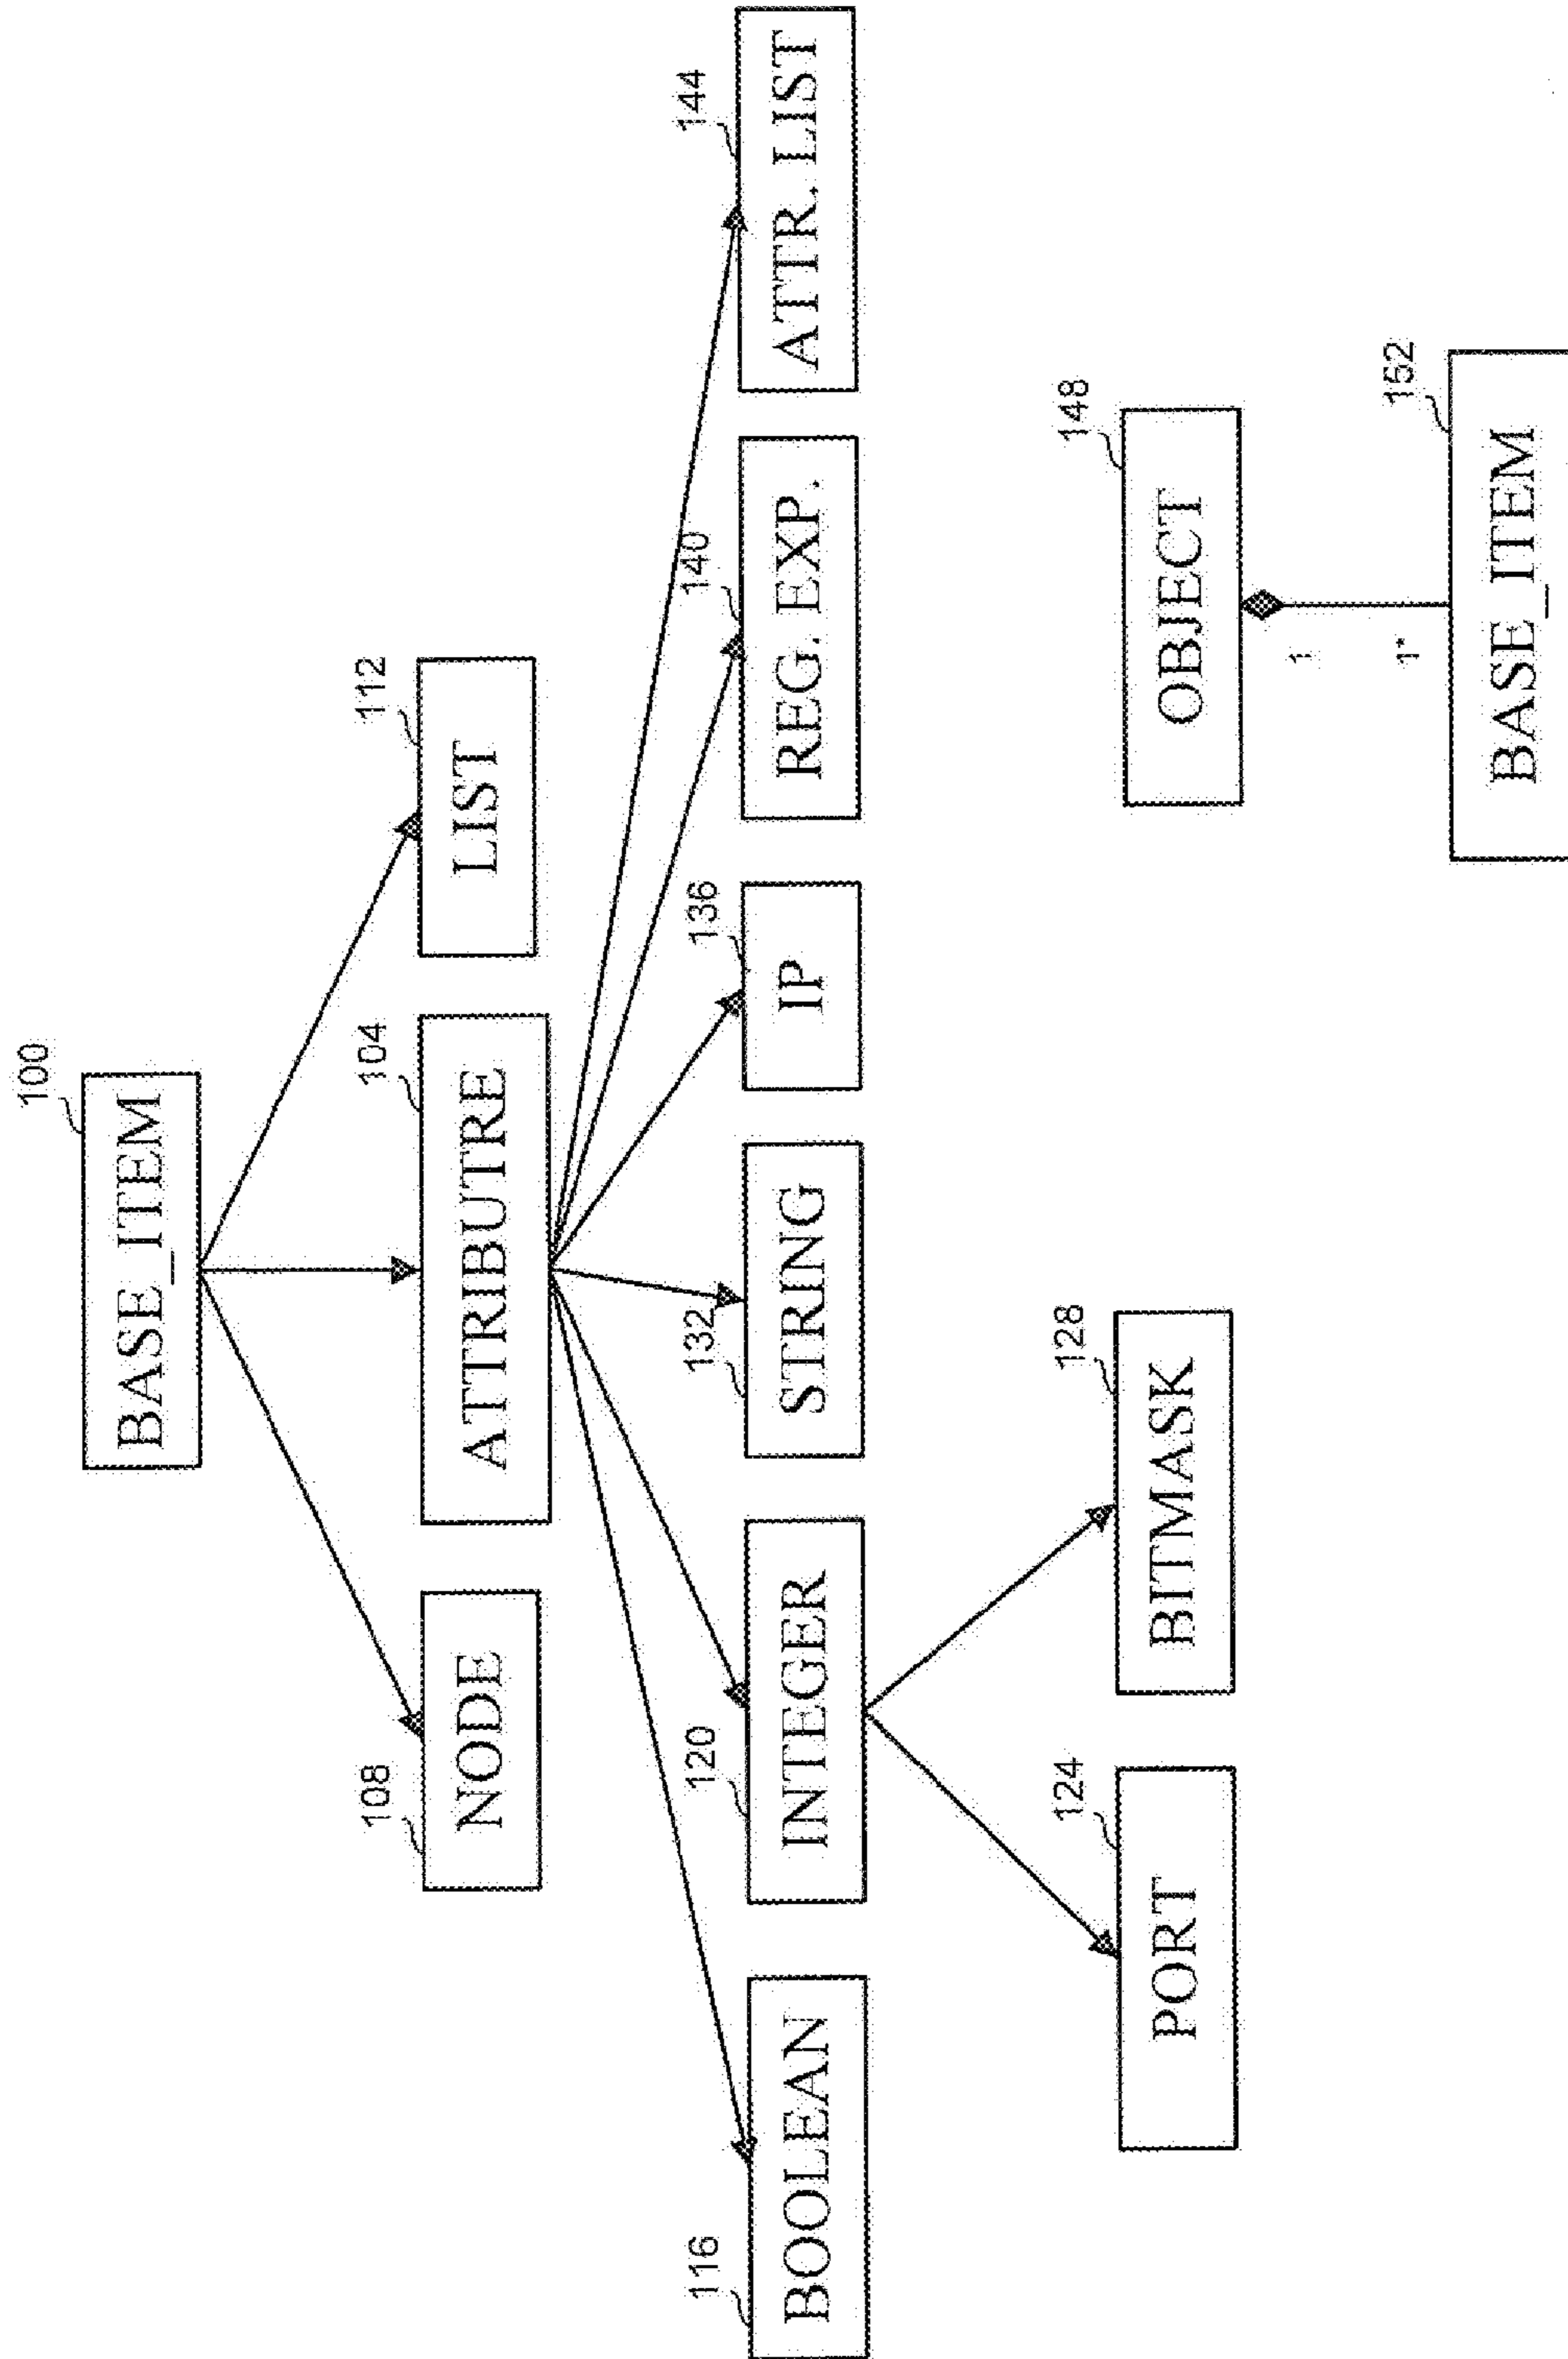 100
BASE_ITEM
108
NODE
104
ATTRIBUTRE
112
LIST
116
BOOLEAN
120
INTEGER
132
STRING
136
IP
140
REG. EXP.
144
ATTR. LIST
124
PORT
128
BITMASK
148
OBJECT
1
1*
152
BASE_ITEM